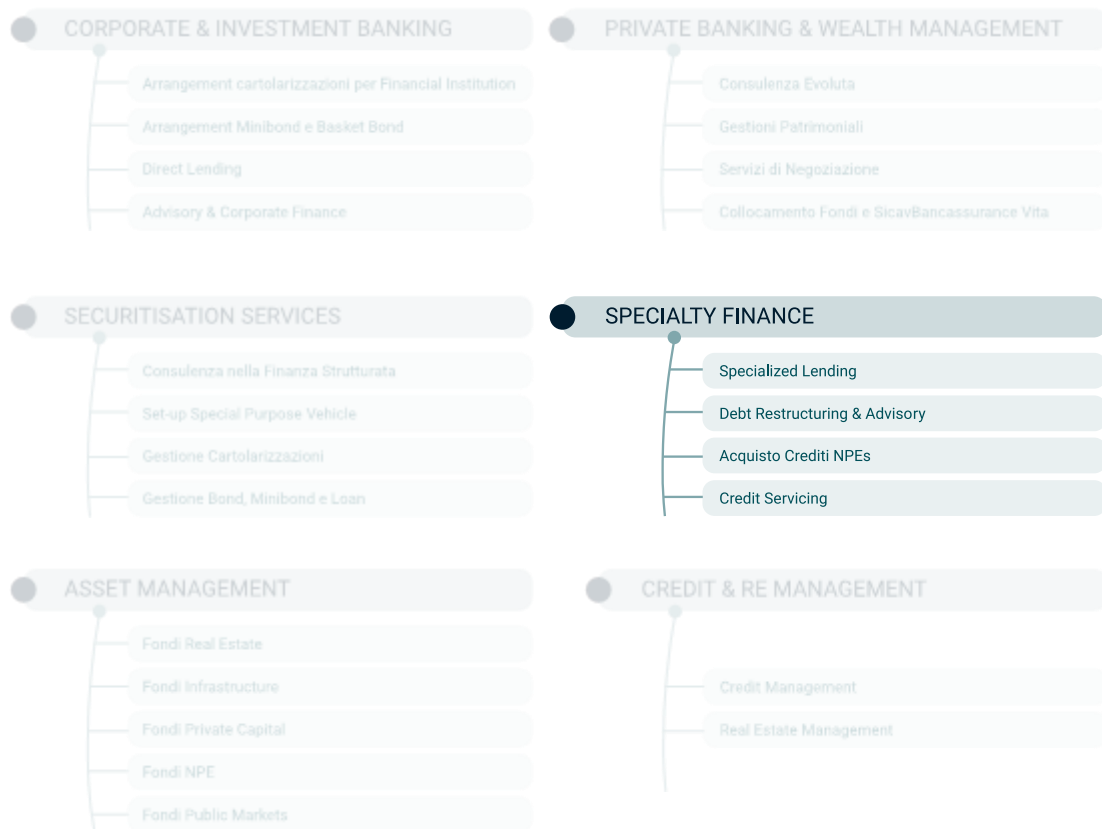 CORPORATE & INVESTMENT BANKING
Arrangement cartolarizzazioni per Financial Institution
Arrangement Minibond e Basket Bond
Direct Lending
Advisory & Corporate Finance
PRIVATE BANKING & WEALTH MANAGEMENT
Consulenza Evoluta
Gestioni Patrimoniali
Servizi di Negoziazione
Collocamento Fondi e SicavBancassurance Vita
SECURITISATION SERVICES
Consulenza nella Finanza Strutturata
Set-up Special Purpose Vehicle
Gestione Cartolarizzazioni
Gestione Bond, Minibond e Loan
SPECIALTY FINANCE
Specialized Lending
Debt Restructuring & Advisory
Acquisto Crediti NPEs
Credit Servicing
ASSET MANAGEMENT
Fondi Real Estate
Fondi Infrastructure
Fondi Private Capital
Fondi NPE
Fondi Public Markets
CREDIT & RE MANAGEMENT
Credit Management
Real Estate Management